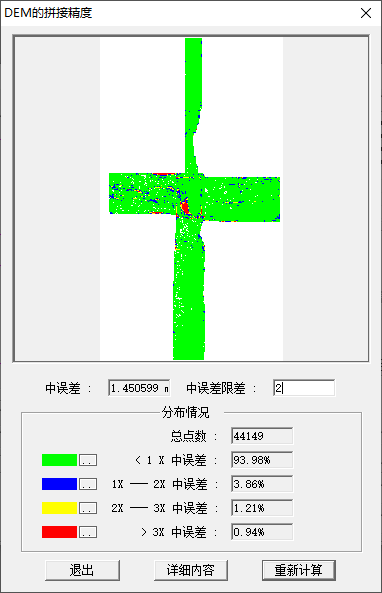 DEM的拼接精度
中误差 : 1.450599 m 中误差限差 : 2
分布情况
总点数 : 44149
.. < 1 X 中误差 : 93.98%
.. 1X —— 2X 中误差 : 3.86%
.. 2X —— 3X 中误差 : 1.21%
.. > 3X 中误差 : 0.94%
退出 详细内容 重新计算